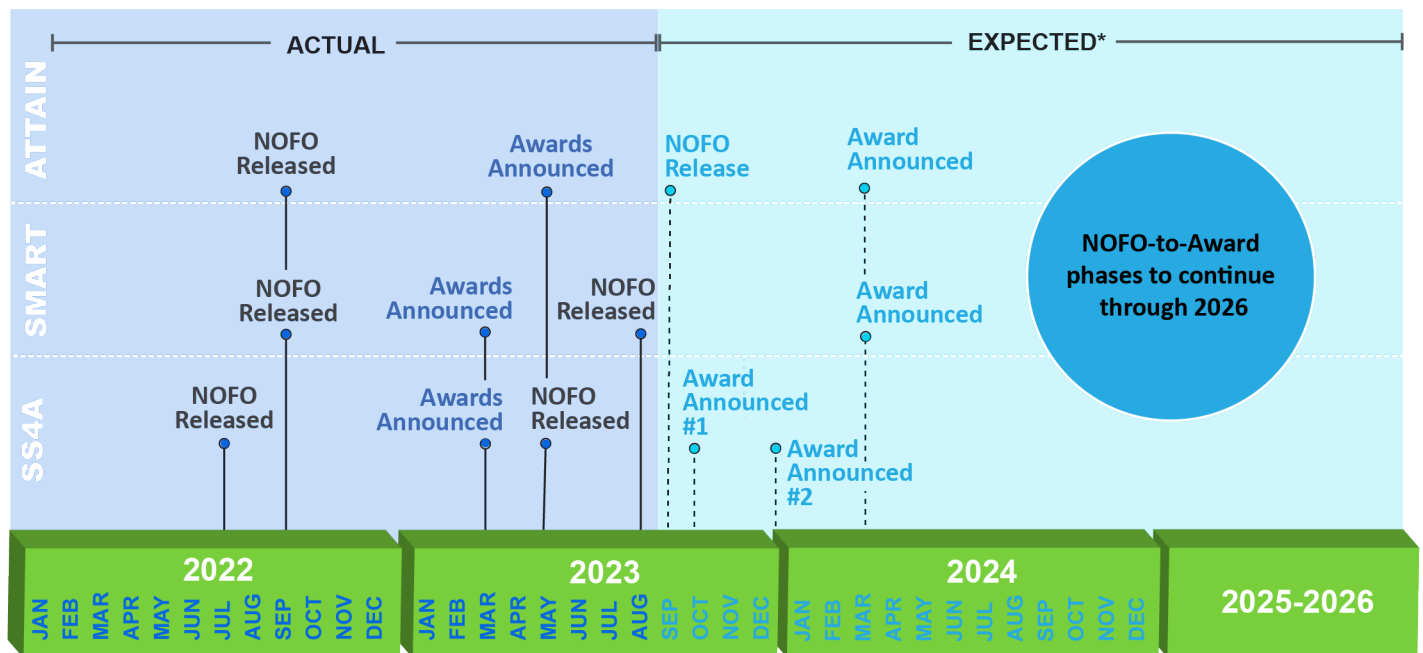 ACTUAL
EXPECTED*
ATTAIN
NOFO
Released
Awards
Announced
NOFO
Release
Award
Announced
SMART
NOFO
Released
Awards
Announced
NOFO
Released
Award
Announced
NOFO-to-Award
phases to continue
through 2026
SS4A
NOFO
Released
Awards
Announced
NOFO
Released
Award
Announced
#1
Award
Announced
#2
2022
JAN FEB MAR APR MAY JUN JUL AUG SEP OCT NOV DEC
2023
JAN FEB MAR APR MAY JUN JUL AUG SEP OCT NOV DEC
2024
JAN FEB MAR APR MAY JUN JUL AUG SEP OCT NOV DEC
2025-2026